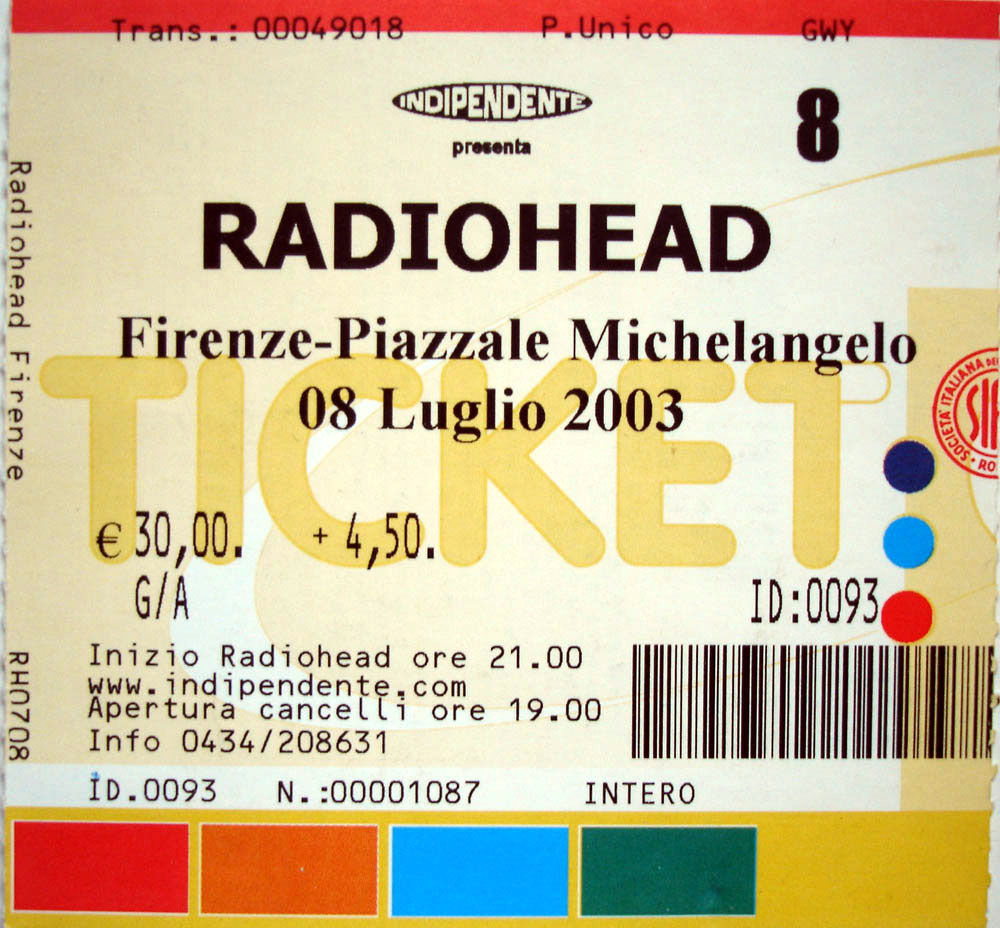 Trans.: 00049018 P.Unico GWY
INDIPENDENTE
presenta
8
RADIOHEAD
Firenze-Piazzale Michelangelo
08 Luglio 2003
TICKET
SOCIETA' ITALIANA
€ 30,00. + 4,50.
G/A
ID:0093
Inizio Radiohead ore 21.00
www.indipendente.com
Apertura cancelli ore 19.00
Info 0434/208631
ID.0093 N.:00001087 INTERO
Radiohead Firenze
RH0708